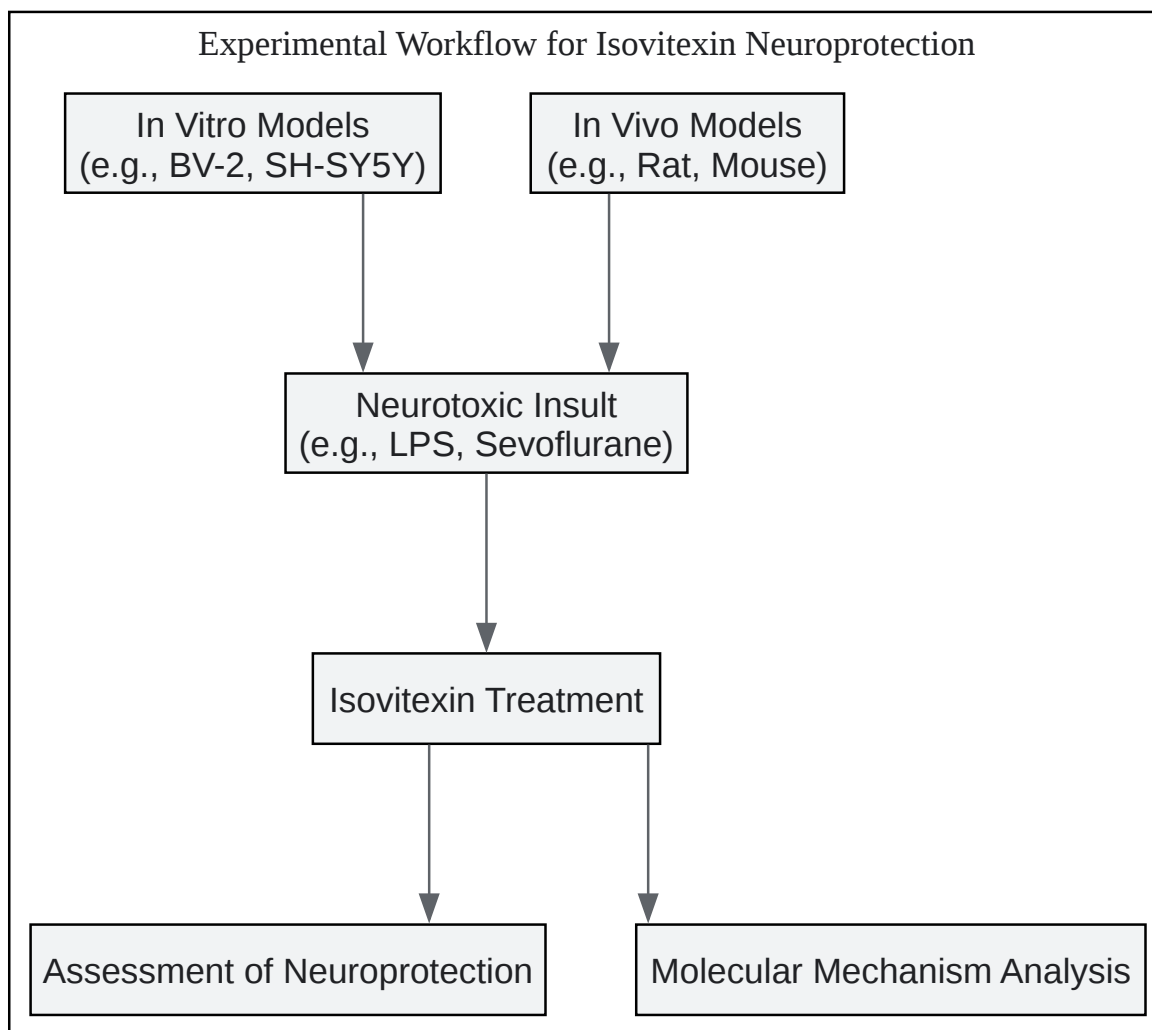 Experimental Workflow for Isovitexin Neuroprotection
In Vitro Models
(e.g., BV-2, SH-SY5Y)
In Vivo Models
(e.g., Rat, Mouse)
Neurotoxic Insult
(e.g., LPS, Sevoflurane)
Isovitexin Treatment
Assessment of Neuroprotection
Molecular Mechanism Analysis